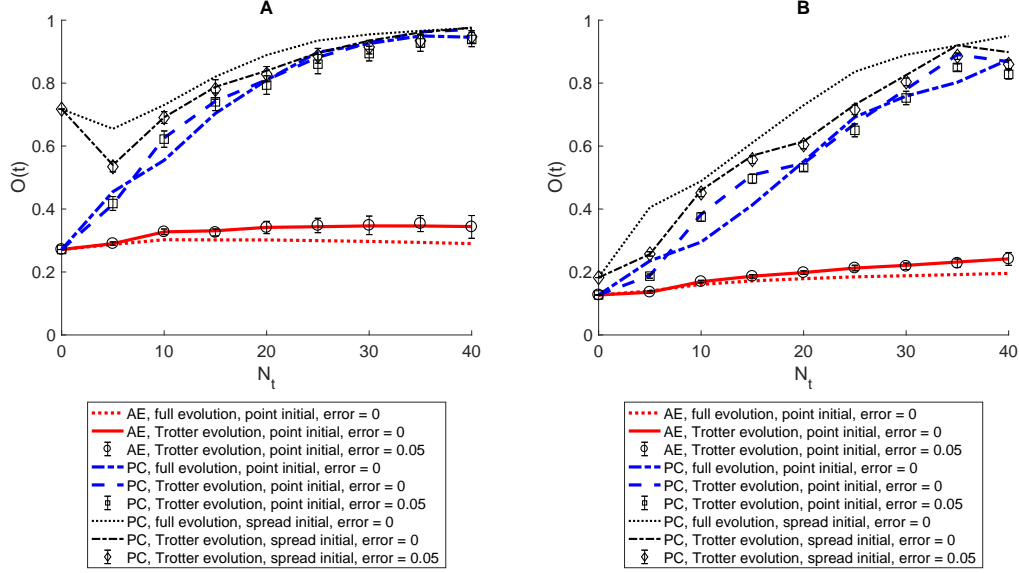 A
O(t)
1
0.8
0.6
0.4
0.2
0
0 10 20 30 40
N_t
AE, full evolution, point initial, error = 0
AE, Trotter evolution, point initial, error = 0
AE, Trotter evolution, point initial, error = 0.05
PC, full evolution, point initial, error = 0
PC, Trotter evolution, point initial, error = 0
PC, Trotter evolution, point initial, error = 0.05
PC, full evolution, spread initial, error = 0
PC, Trotter evolution, spread initial, error = 0
PC, Trotter evolution, spread initial, error = 0.05
B
O(t)
1
0.8
0.6
0.4
0.2
0
0 10 20 30 40
N_t
AE, full evolution, point initial, error = 0
AE, Trotter evolution, point initial, error = 0
AE, Trotter evolution, point initial, error = 0.05
PC, full evolution, point initial, error = 0
PC, Trotter evolution, point initial, error = 0
PC, Trotter evolution, point initial, error = 0.05
PC, full evolution, spread initial, error = 0
PC, Trotter evolution, spread initial, error = 0
PC, Trotter evolution, spread initial, error = 0.05